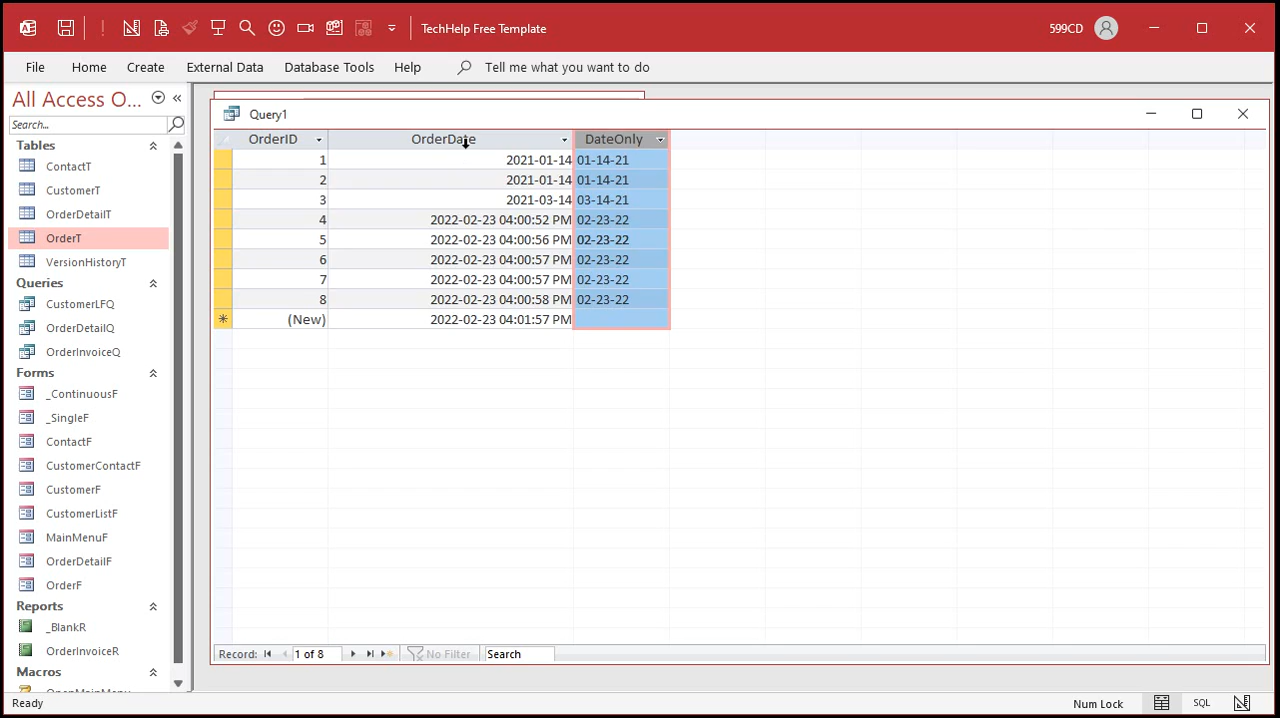 TechHelp Free Template
599CD
File Home Create External Data Database Tools Help Tell me what you want to do
All Access O...
Search...
Tables
ContactT
CustomerT
OrderDetailT
OrderT
VersionHistoryT
Queries
CustomerLFQ
OrderDetailQ
OrderInvoiceQ
Forms
_ContinuousF
_SingleF
ContactF
CustomerContactF
CustomerF
CustomerListF
MainMenuF
OrderDetailF
OrderF
Reports
_BlankR
OrderInvoiceR
Macros
OpenMainMenu
Query1
OrderID OrderDate DateOnly
1 2021-01-14 01-14-21
2 2021-01-14 01-14-21
3 2021-03-14 03-14-21
4 2022-02-23 04:00:52 PM 02-23-22
5 2022-02-23 04:00:56 PM 02-23-22
6 2022-02-23 04:00:57 PM 02-23-22
7 2022-02-23 04:00:57 PM 02-23-22
8 2022-02-23 04:00:58 PM 02-23-22
* (New) 2022-02-23 04:01:57 PM
Record: 1 of 8 No Filter Search
Ready Num Lock SQL